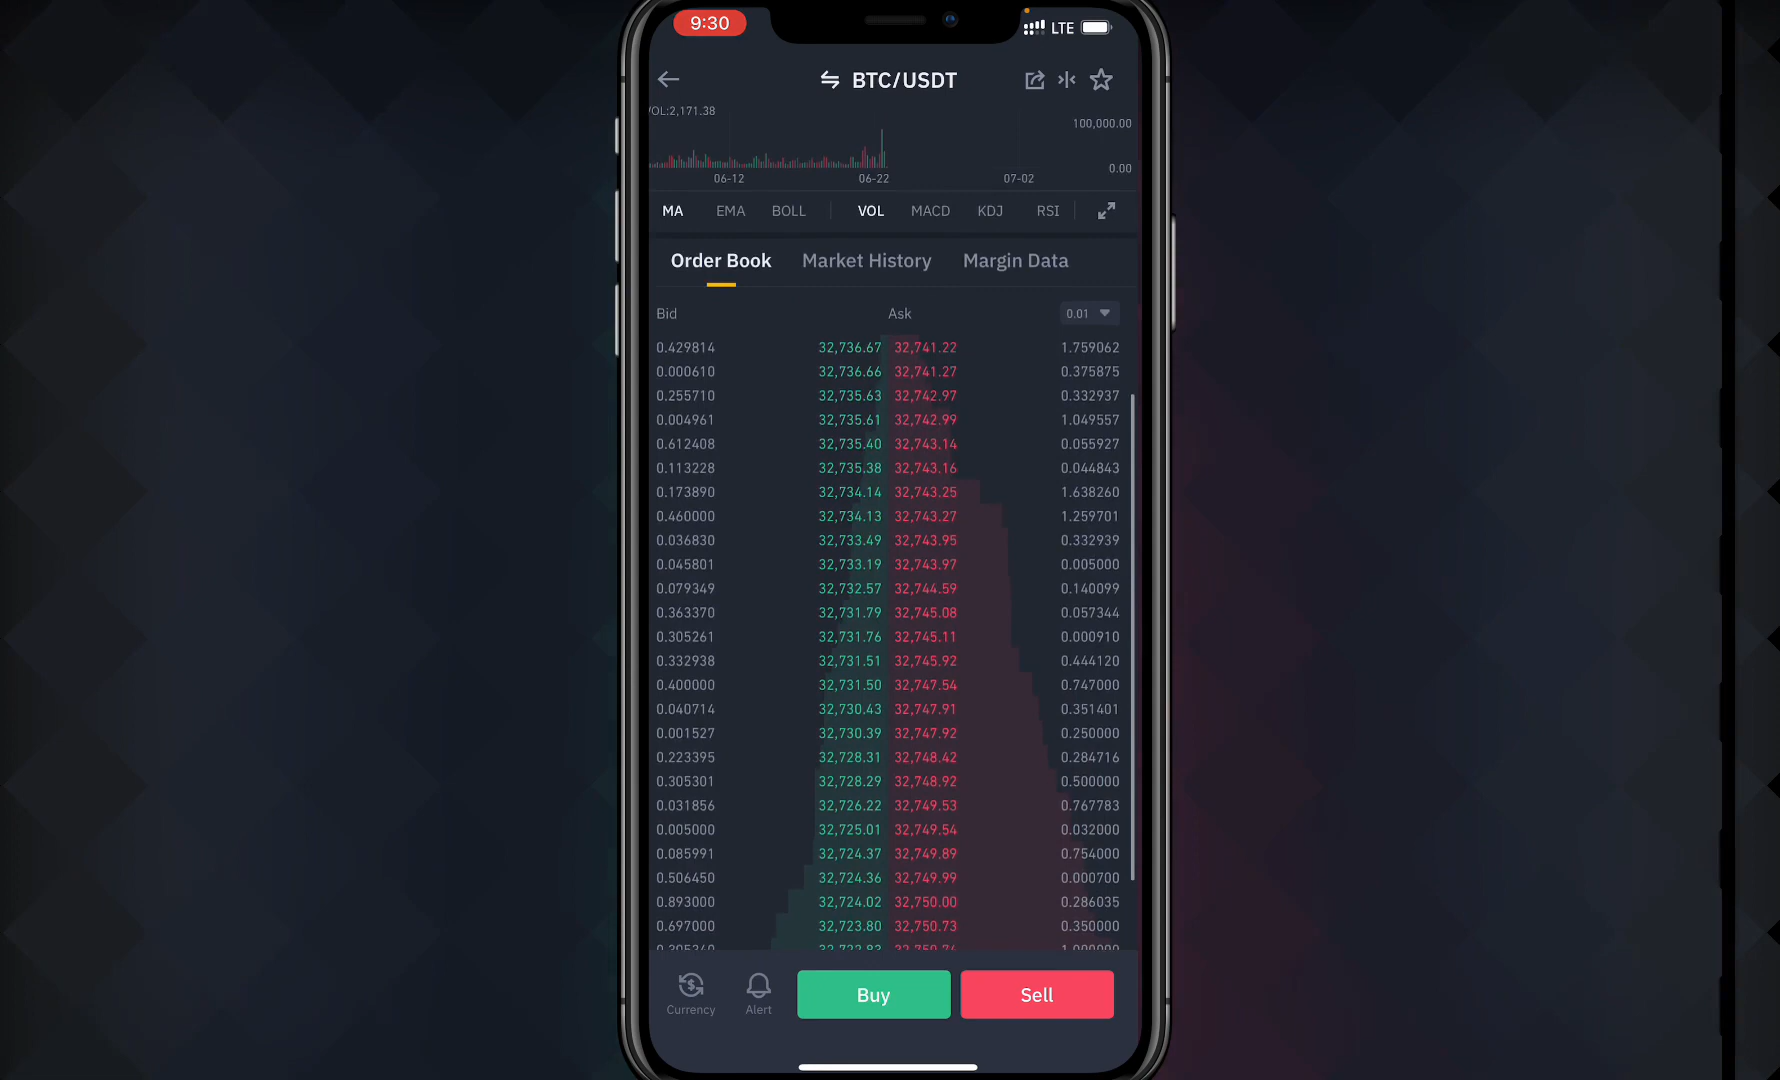 9:30 LTE
BTC/USDT
VOL:2,171.38
100,000.00
0.00
06-12 06-22 07-02
MA EMA BOLL VOL MACD KDJ RSI
Order Book Market History Margin Data
Bid Ask 0.01
0.429814 32,736.67 32,741.22 1.759062
0.000610 32,736.66 32,741.27 0.375875
0.255710 32,735.63 32,742.97 0.332937
0.004961 32,735.61 32,742.99 1.049557
0.612408 32,735.40 32,743.14 0.055927
0.113228 32,735.38 32,743.16 0.044843
0.173890 32,734.14 32,743.25 1.638260
0.460000 32,734.13 32,743.27 1.259701
0.036830 32,733.49 32,743.95 0.332939
0.045801 32,733.19 32,743.97 0.005000
0.079349 32,732.57 32,744.59 0.140099
0.363370 32,731.79 32,745.08 0.057344
0.305261 32,731.76 32,745.11 0.000910
0.332938 32,731.51 32,745.92 0.444120
0.400000 32,731.50 32,747.54 0.747000
0.040714 32,730.43 32,747.91 0.351401
0.001527 32,730.39 32,747.92 0.250000
0.223395 32,728.31 32,748.42 0.284716
0.305301 32,728.29 32,748.92 0.500000
0.031856 32,726.22 32,749.53 0.767783
0.005000 32,725.01 32,749.54 0.032000
0.085991 32,724.37 32,749.89 0.754000
0.506450 32,724.36 32,749.99 0.000700
0.893000 32,724.02 32,750.00 0.286035
0.697000 32,723.80 32,750.73 0.350000
Currency Alert Buy Sell